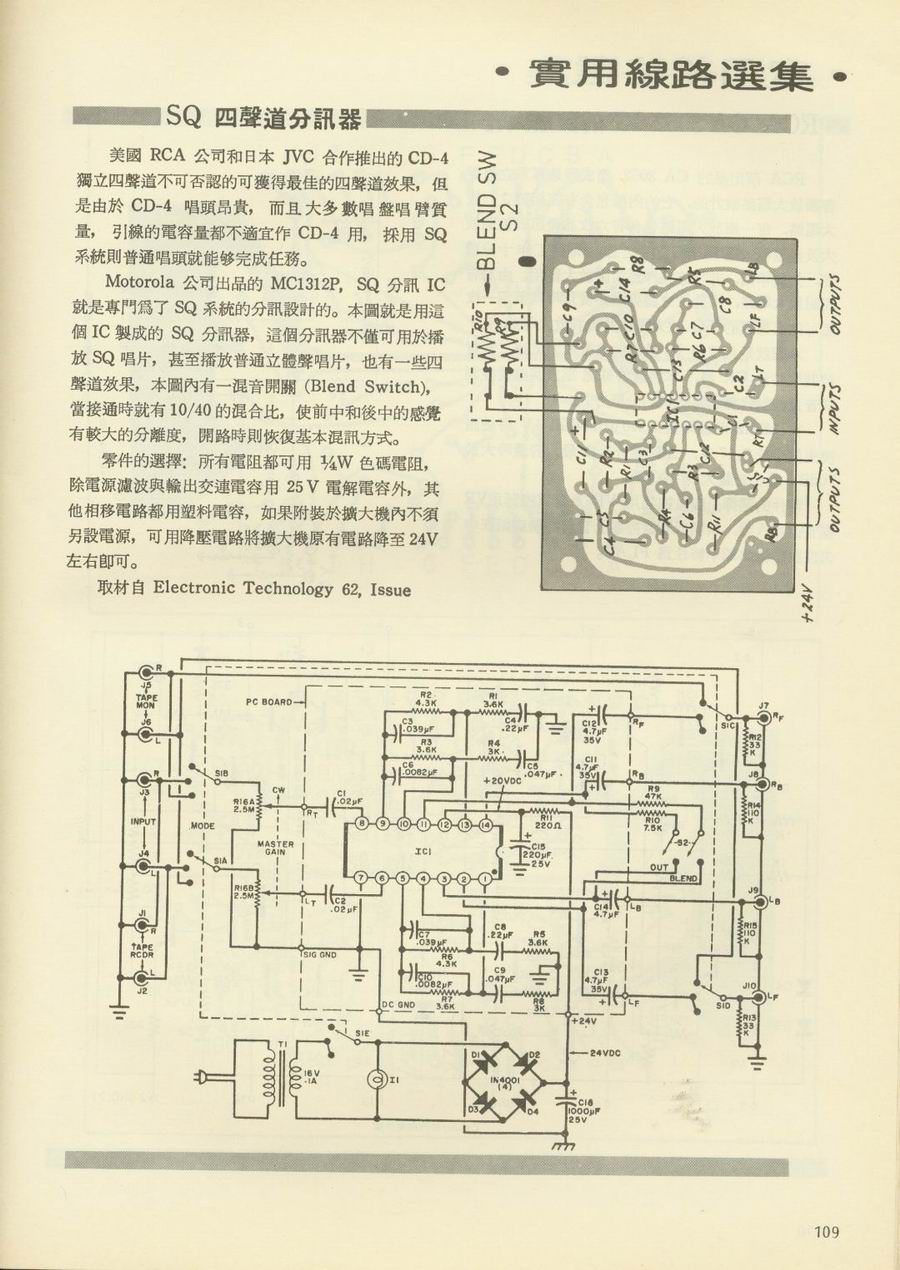 • 實用線路選集 •
SQ 四聲道分訊器
美國 RCA 公司和日本 JVC 合作推出的 CD-4
獨立四聲道不可否認的可獲得最佳的四聲道效果，但
是由於 CD-4 唱頭昂貴，而且大多數唱盤唱臂質
量，引線的電容量都不適宜作 CD-4 用，採用 SQ
系統則普通唱頭就能够完成任務。
Motorola 公司出品的 MC1312P, SQ 分訊 IC
就是專門爲了 SQ 系統的分訊設計的。本圖就是用這
個 IC 製成的 SQ 分訊器，這個分訊器不僅可用於播
放 SQ 唱片，甚至播放普通立體聲唱片，也有一些四
聲道效果，本圖內有一混音開關 (Blend Switch),
當接通時就有 10/40 的混合比，使前中和後中的感覺
有較大的分離度，開路時則恢復基本混訊方式。
零件的選擇：所有電阻都可用 ¼W 色碼電阻，
除電源濾波與輸出交連電容用 25 V 電解電容外，其
他相移電路都用塑料電容，如果附裝於擴大機內不須
另設電源，可用降壓電路將擴大機原有電路降至 24V
左右卽可。
取材自 Electronic Technology 62, Issue
BLEND SW
S2
R10
R9
C9
+
C14
R8
R5
C8
LB
LF
OUTPUTS
C10
R7
C7
R6
C13
C2
LT
INPUTS
IC1
C1
RT
C11
+
R2
R1
C3
R3
C12
OUTPUTS
C5
C4
R4
C6
R11
RB
+24V
R
J5
TAPE
MON
J6
L
R
J3
INPUT
J4
L
J1
R
TAPE
RCDR
L
J2
PC BOARD
S1B
MODE
S1A
R16A
2.5M
CW
MASTER
GAIN
R16B
2.5M
RT
LT
SIG GND
DC GND
C1
.02µF
C2
.02µF
R2
4.3K
R1
3.6K
C3
.039µF
C4
.22µF
R3
3.6K
R4
3K
C6
.0082µF
C5
.047µF
+20VDC
8 9 10 11 12 13 14
IC1
7 6 5 4 3 2 1
R11
220Ω
C15
220µF
25V
C12
4.7µF
35V
RF
C11
4.7µF
35V
RB
R9
47K
R10
7.5K
S2
OUT
BLEND
C14
4.7µF
LB
C13
4.7µF
35V
LF
C7
.039µF
R6
4.3K
C8
.22µF
R5
3.6K
C10
.0082µF
R7
3.6K
C9
.047µF
R8
3K
+24V
S1C
J7
RF
R12
33
K
J8
RB
R14
110
K
J9
LB
R15
110
K
S1D
J10
LF
R13
33
K
T1
16V
.1A
S1E
I1
D1
D2
1N4001
(4)
D3
D4
24VDC
C16
1000µF
25V
109